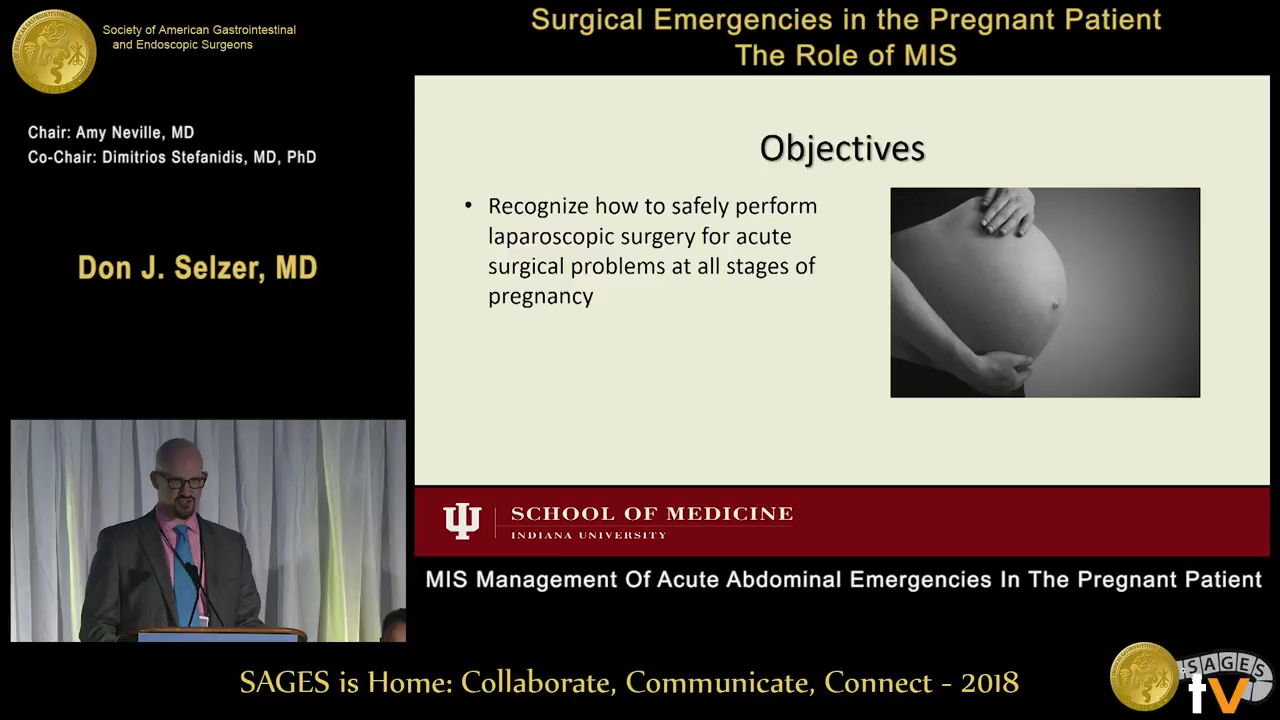 Society of American Gastrointestinal
and Endoscopic Surgeons
Surgical Emergencies in the Pregnant Patient
The Role of MIS
Chair: Amy Neville, MD
Co-Chair: Dimitrios Stefanidis, MD, PhD
Don J. Selzer, MD
Objectives
• Recognize how to safely perform
laparoscopic surgery for acute
surgical problems at all stages of
pregnancy
SCHOOL OF MEDICINE
INDIANA UNIVERSITY
MIS Management Of Acute Abdominal Emergencies In The Pregnant Patient
SAGES is Home: Collaborate, Communicate, Connect - 2018
SAGES
tv